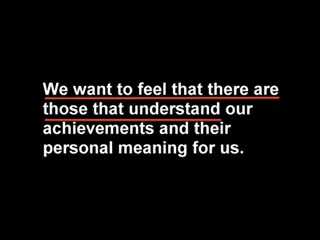 We want to feel that there are
those that understand our
achievements and their
personal meaning for us.